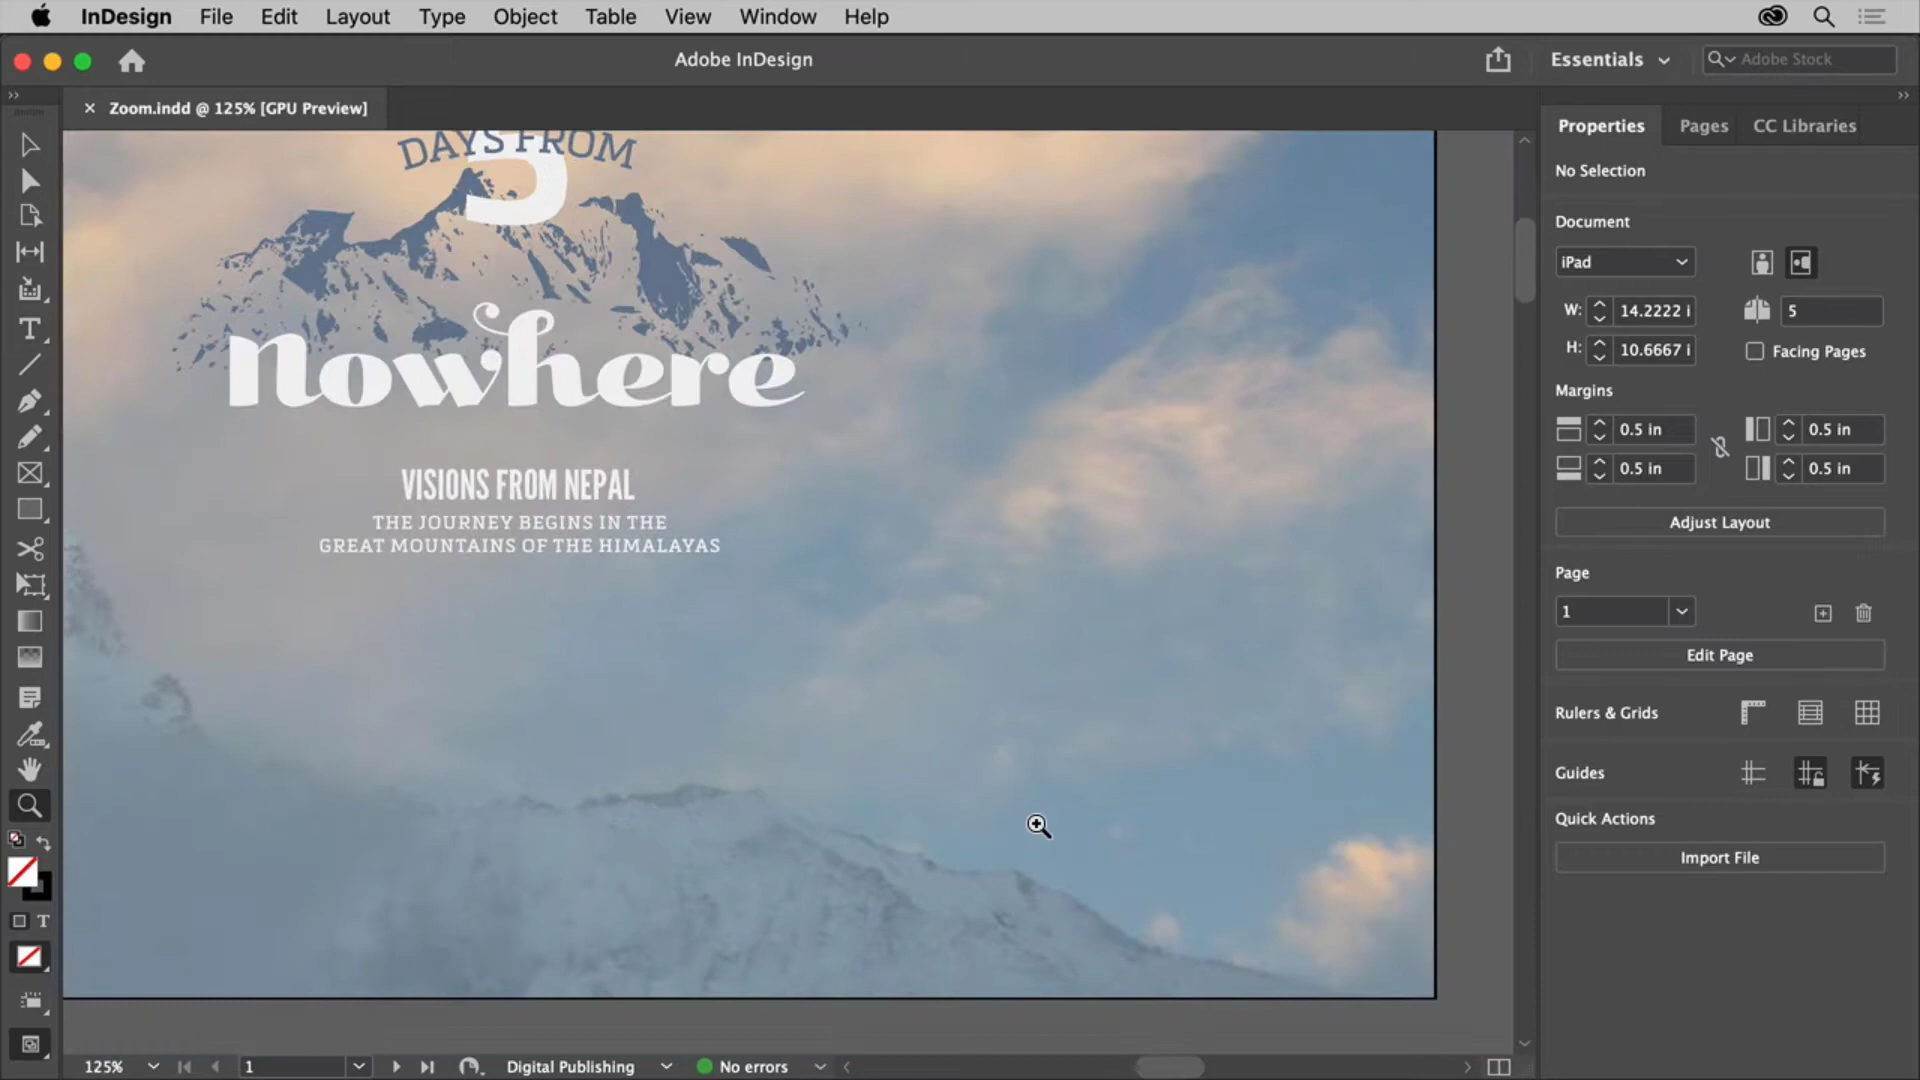 InDesign File Edit Layout Type Object Table View Window Help
Adobe InDesign
Essentials
Adobe Stock
Zoom.indd @ 125% [GPU Preview]
Properties Pages CC Libraries
No Selection
Document
iPad
W: 14.2222 i
5
H: 10.6667 i
Facing Pages
Margins
0.5 in 0.5 in
0.5 in 0.5 in
Adjust Layout
Page
1
Edit Page
Rulers & Grids
Guides
Quick Actions
Import File
DAYS FROM
5
nowhere
VISIONS FROM NEPAL
THE JOURNEY BEGINS IN THE
GREAT MOUNTAINS OF THE HIMALAYAS
T
T
125% 1 Digital Publishing No errors